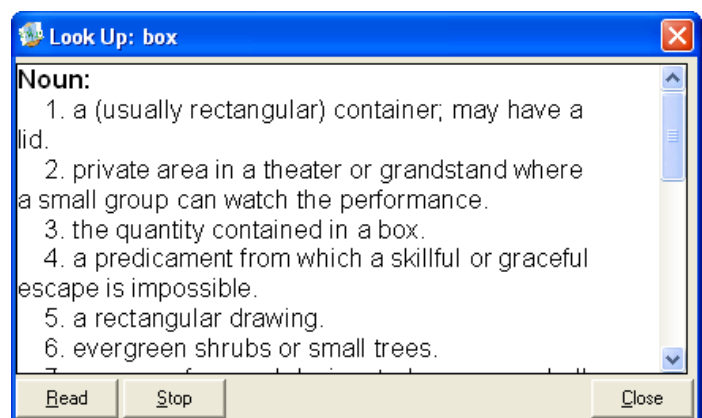 Look Up: box
Noun:
1. a (usually rectangular) container; may have a
lid.
2. private area in a theater or grandstand where
a small group can watch the performance.
3. the quantity contained in a box.
4. a predicament from which a skillful or graceful
escape is impossible.
5. a rectangular drawing.
6. evergreen shrubs or small trees.
Read Stop Close